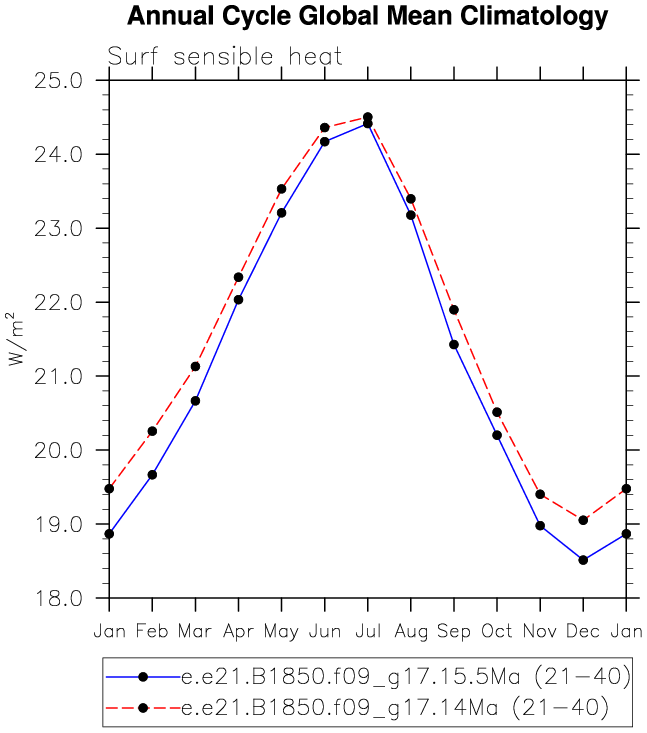 Annual Cycle Global Mean Climatology
Surf sensible heat
25.0
24.0
23.0
22.0
21.0
20.0
19.0
18.0
W/m²
Jan Feb Mar Apr May Jun Jul Aug Sep Oct Nov Dec Jan
e.e21.B1850.f09_g17.15.5Ma (21-40)
e.e21.B1850.f09_g17.14Ma (21-40)